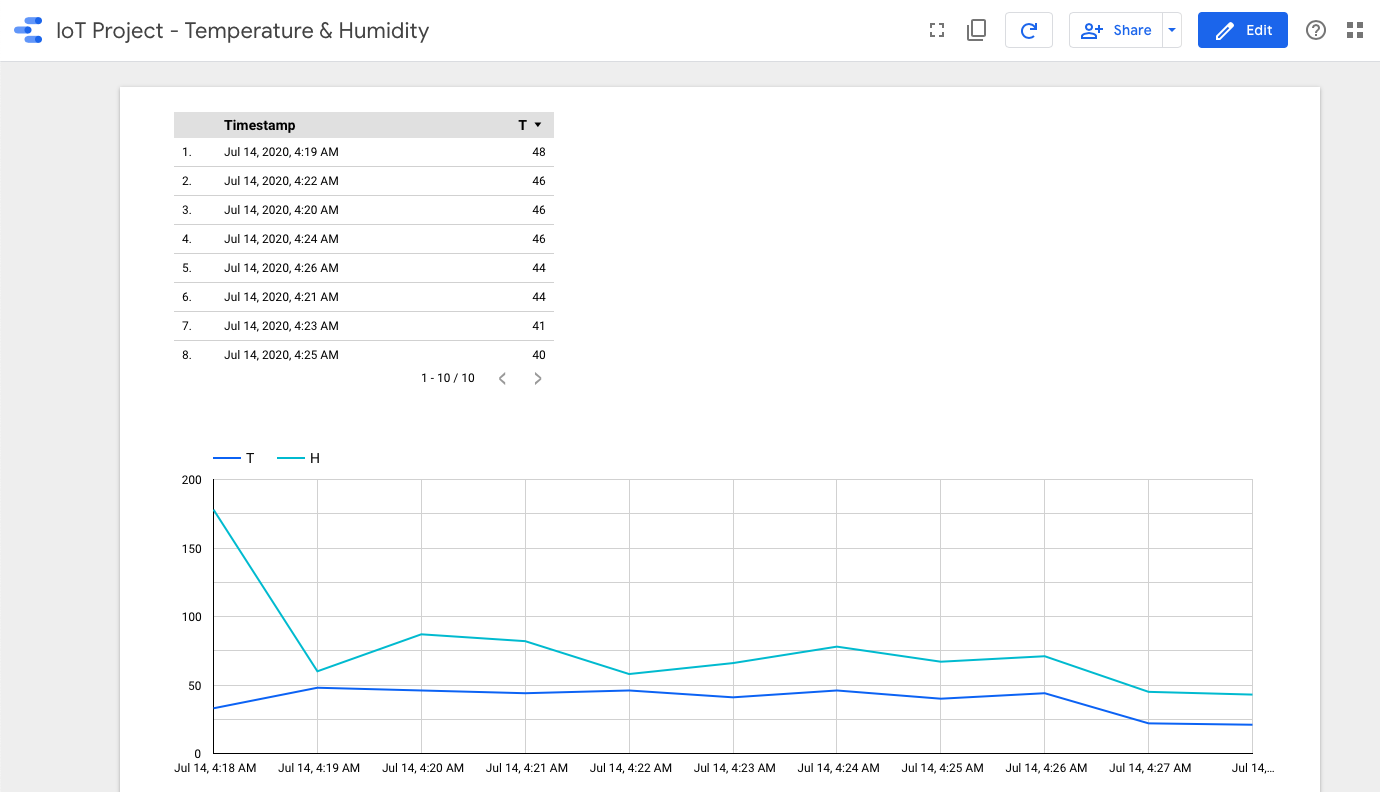 IoT Project - Temperature & Humidity
Share
Edit
Timestamp T
1. Jul 14, 2020, 4:19 AM 48
2. Jul 14, 2020, 4:22 AM 46
3. Jul 14, 2020, 4:20 AM 46
4. Jul 14, 2020, 4:24 AM 46
5. Jul 14, 2020, 4:26 AM 44
6. Jul 14, 2020, 4:21 AM 44
7. Jul 14, 2020, 4:23 AM 41
8. Jul 14, 2020, 4:25 AM 40
1 - 10 / 10
T H
200
150
100
50
0
Jul 14, 4:18 AM Jul 14, 4:19 AM Jul 14, 4:20 AM Jul 14, 4:21 AM Jul 14, 4:22 AM Jul 14, 4:23 AM Jul 14, 4:24 AM Jul 14, 4:25 AM Jul 14, 4:26 AM Jul 14, 4:27 AM Jul 14,...